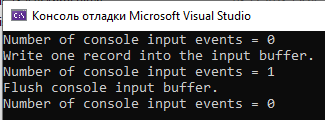 Консоль отладки Microsoft Visual Studio
Number of console input events = 0
Write one record into the input buffer.
Number of console input events = 1
Flush console input buffer.
Number of console input events = 0